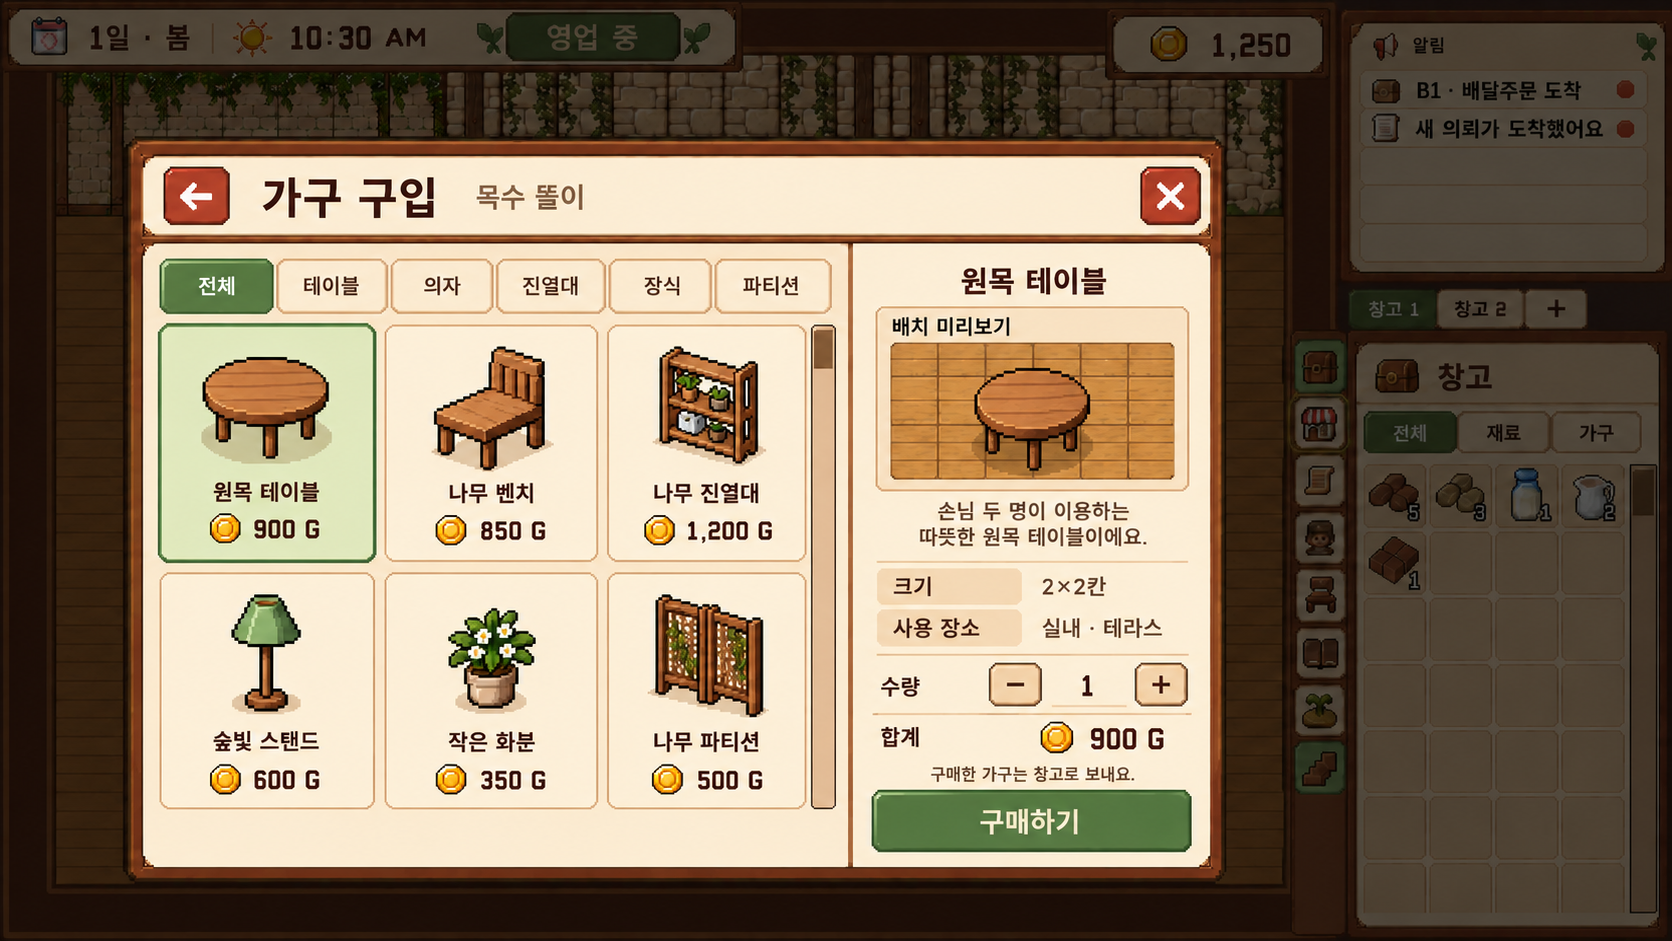 1일 · 봄
10:30 AM
영업 중
1,250
알림
B1 · 배달주문 도착
새 의뢰가 도착했어요
가구 구입
목수 똘이
전체
테이블
의자
진열대
장식
파티션
원목 테이블
900 G
나무 벤치
850 G
나무 진열대
1,200 G
숲빛 스탠드
600 G
작은 화분
350 G
나무 파티션
500 G
원목 테이블
배치 미리보기
손님 두 명이 이용하는
따뜻한 원목 테이블이에요.
크기
2×2칸
사용 장소
실내 · 테라스
수량
− 1 +
합계
900 G
구매한 가구는 창고로 보내요.
구매하기
창고 1
창고 2
+
창고
전체
재료
가구
5
3
1
2
1